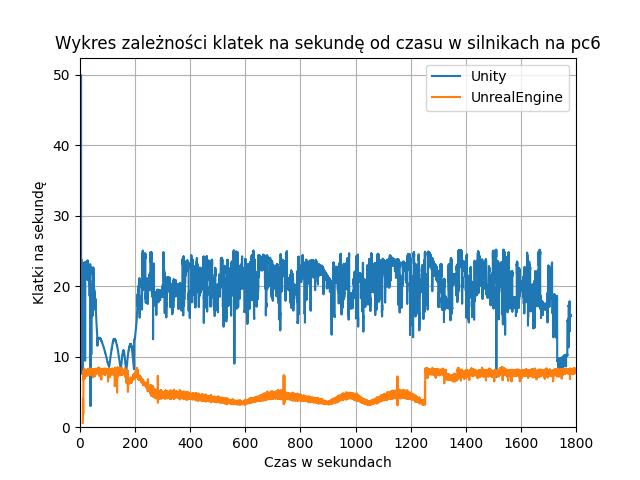 Wykres zależności klatek na sekundę od czasu w silnikach na pc6
Unity
UnrealEngine
Klatki na sekundę
50
40
30
20
10
0
0 200 400 600 800 1000 1200 1400 1600 1800
Czas w sekundach